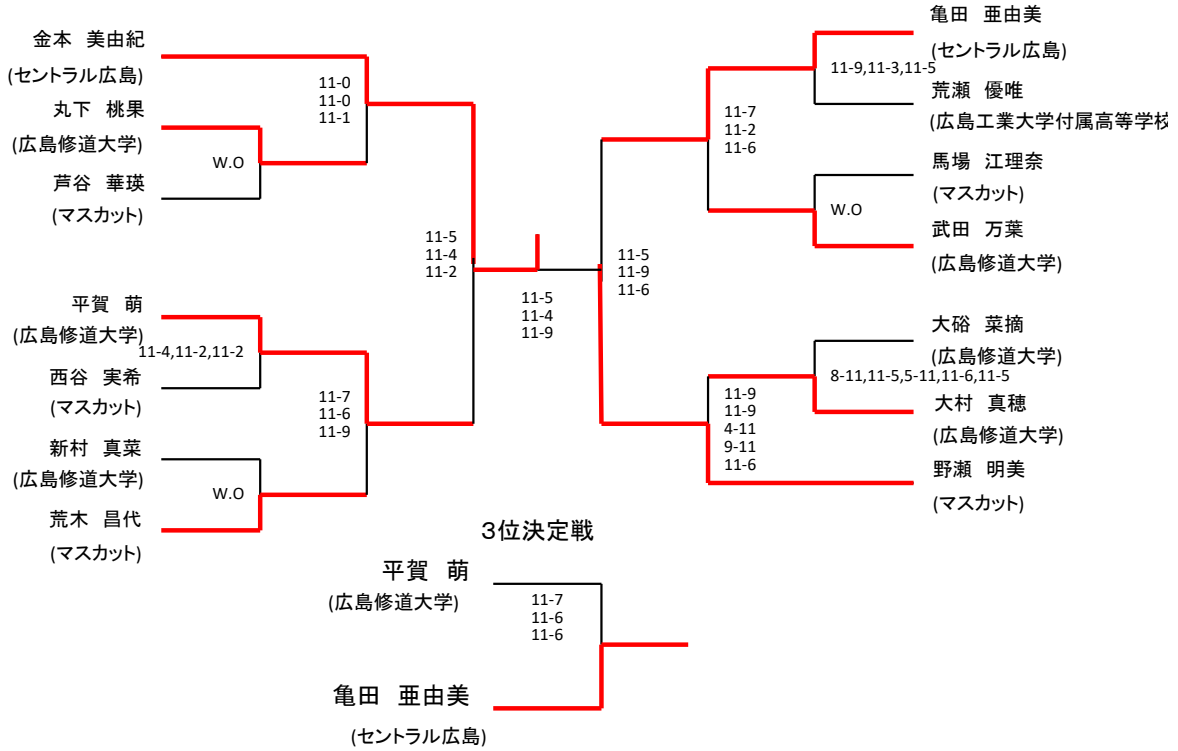 金本 美由紀
(セントラル広島)
丸下 桃果
(広島修道大学)
芦谷 華瑛
(マスカット)
W.O
11-0
11-0
11-1
平賀 萌
(広島修道大学)
11-4,11-2,11-2
西谷 実希
(マスカット)
新村 真菜
(広島修道大学)
W.O
荒木 昌代
(マスカット)
11-7
11-6
11-9
11-5
11-4
11-2
11-5
11-4
11-9
11-5
11-9
11-6
亀田 亜由美
(セントラル広島)
11-9,11-3,11-5
荒瀬 優唯
(広島工業大学付属高等学校
11-7
11-2
11-6
馬場 江理奈
(マスカット)
W.O
武田 万葉
(広島修道大学)
大硲 菜摘
(広島修道大学)
8-11,11-5,5-11,11-6,11-5
大村 真穂
(広島修道大学)
11-9
11-9
4-11
9-11
11-6
野瀬 明美
(マスカット)
3位決定戦
平賀 萌
(広島修道大学)
11-7
11-6
11-6
亀田 亜由美
(セントラル広島)